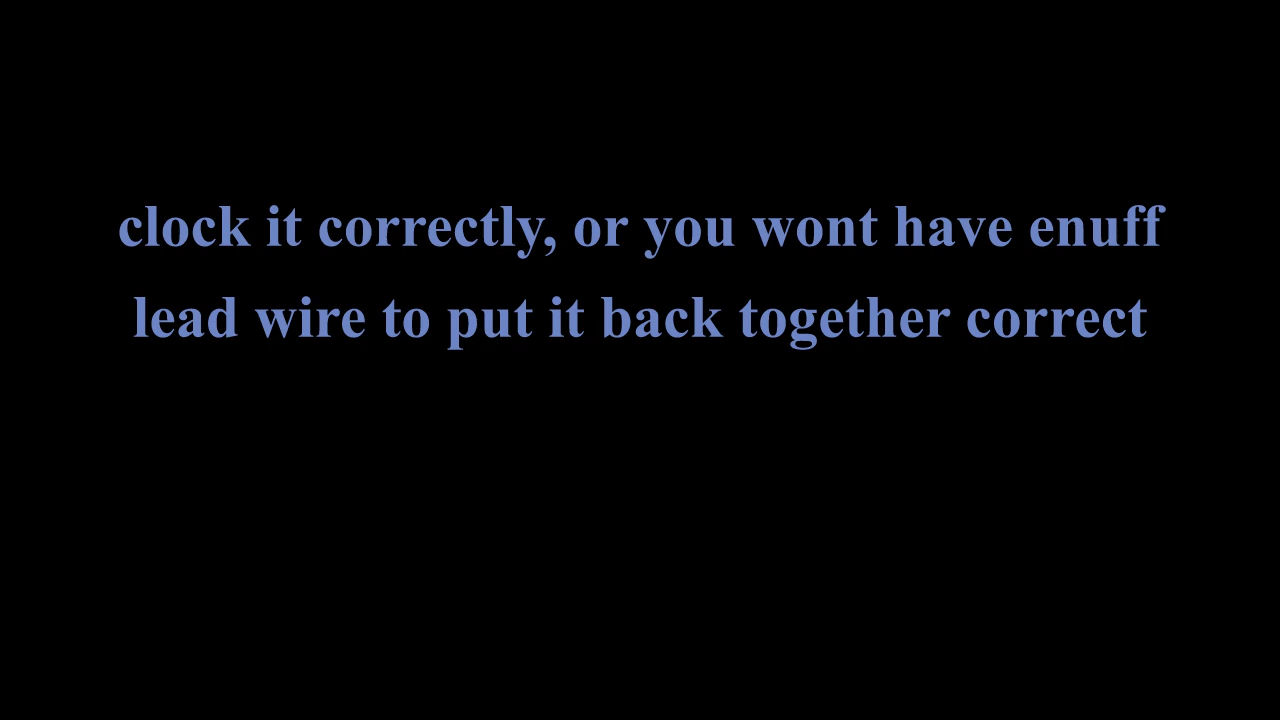 clock it correctly, or you wont have enuff
lead wire to put it back together correct